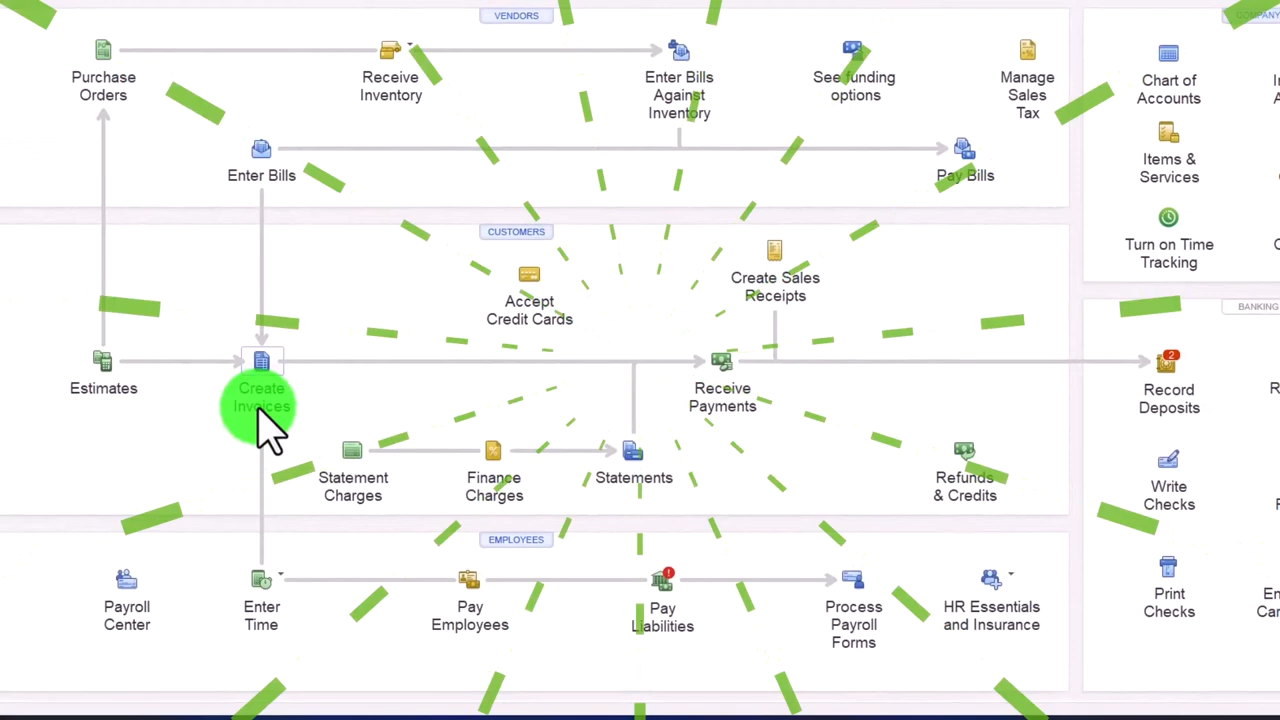 VENDORS
COMPANY
Purchase
Orders
Receive
Inventory
Enter Bills
Against
Inventory
See funding
options
Manage
Sales
Tax
Chart of
Accounts
Enter Bills
Pay Bills
Items &
Services
CUSTOMERS
Turn on Time
Tracking
Accept
Credit Cards
Create Sales
Receipts
BANKING
Estimates
Create
Invoices
Receive
Payments
2
Record
Deposits
Statement
Charges
Finance
Charges
Statements
Refunds
& Credits
Write
Checks
EMPLOYEES
Payroll
Center
Enter
Time
Pay
Employees
!
Pay
Liabilities
Process
Payroll
Forms
HR Essentials
and Insurance
Print
Checks